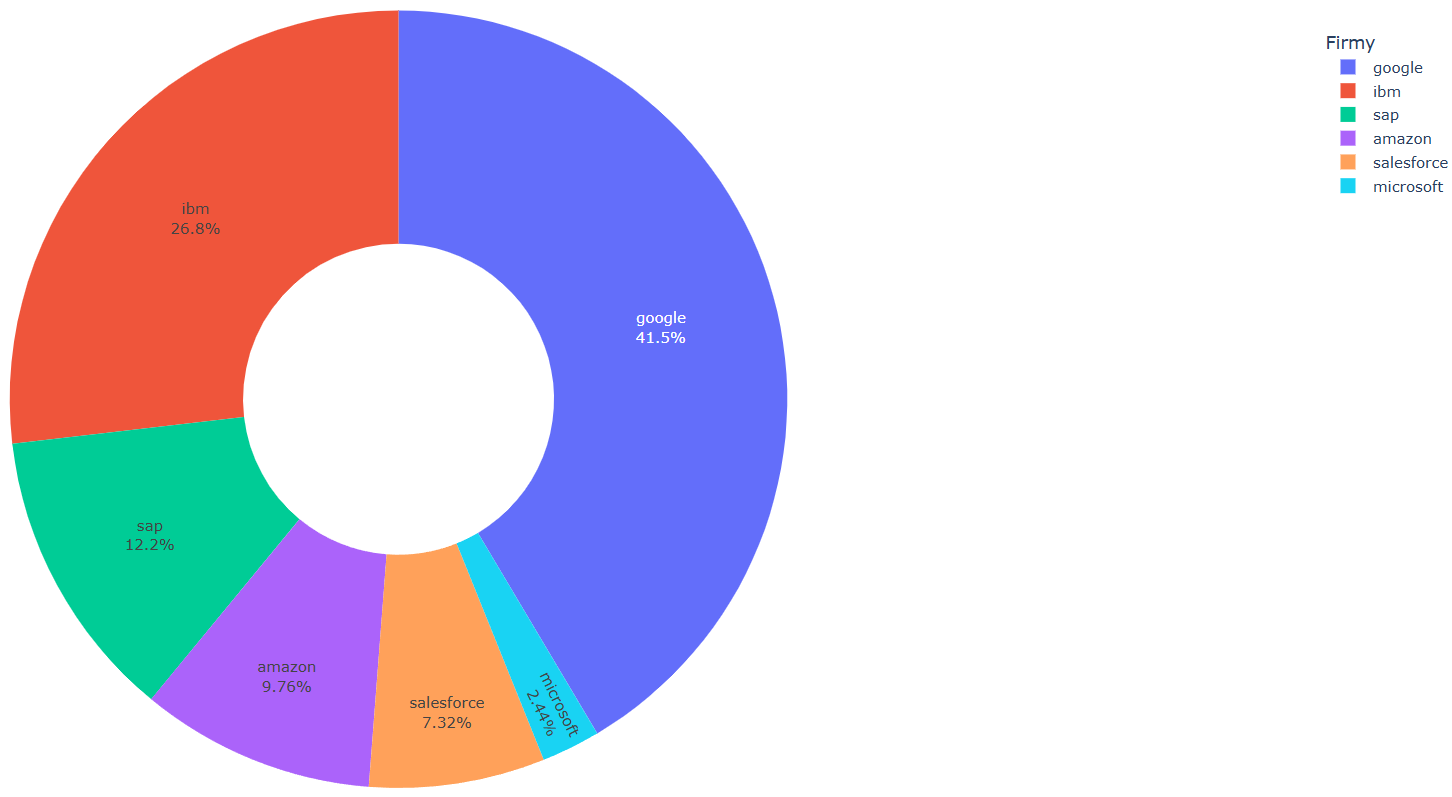 Firmy
google
ibm
sap
amazon
salesforce
microsoft
ibm
26.8%
google
41.5%
sap
12.2%
amazon
9.76%
salesforce
7.32%
microsoft
2.44%